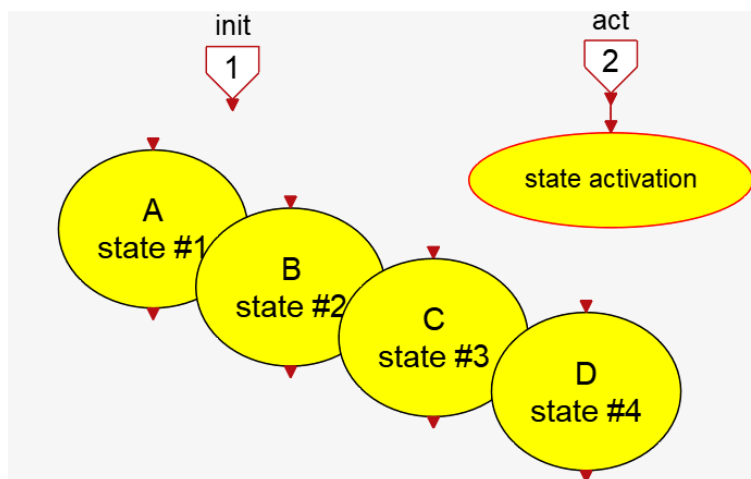 init
act
1
2
state activation
A
state #1
B
state #2
C
state #3
D
state #4